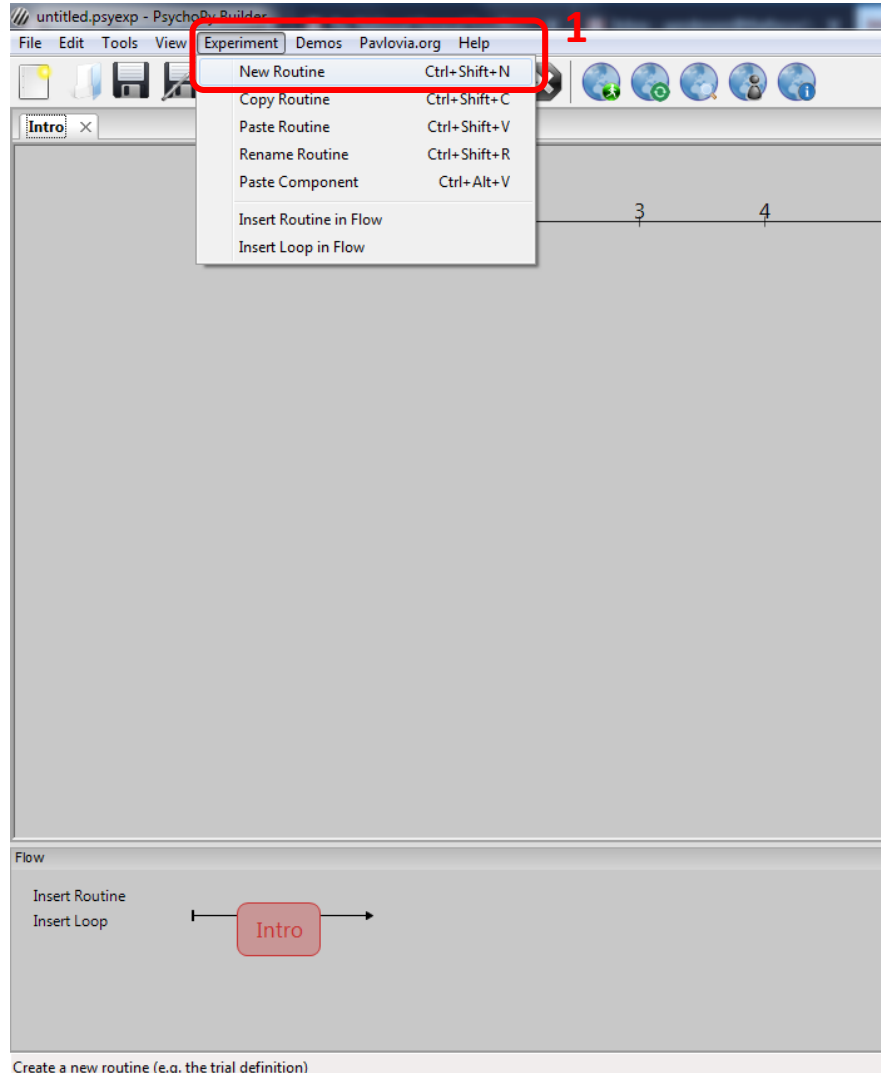 untitled.psyexp - PsychoPy Builder
File Edit Tools View Experiment Demos Pavlovia.org Help
1
New Routine Ctrl+Shift+N
Copy Routine Ctrl+Shift+C
Intro
Paste Routine Ctrl+Shift+V
Rename Routine Ctrl+Shift+R
Paste Component Ctrl+Alt+V
3 4
Insert Routine in Flow
Insert Loop in Flow
Flow
Insert Routine
Insert Loop
Intro
Create a new routine (e.g. the trial definition)